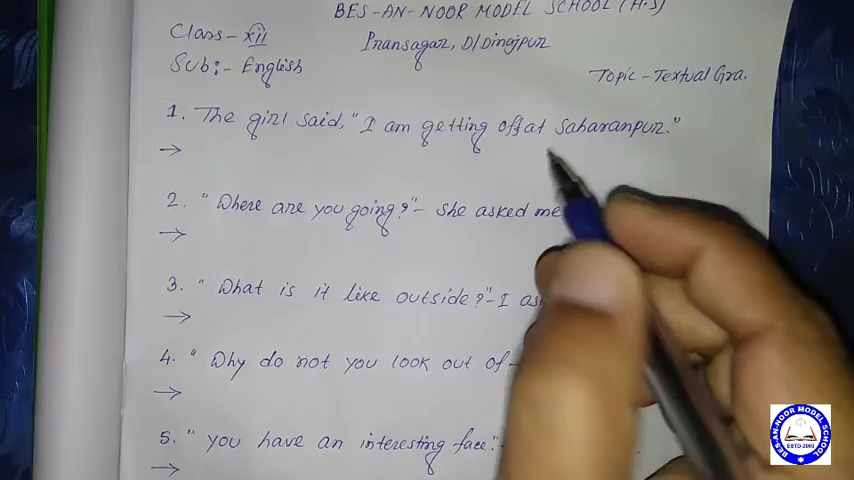 BES-AN-NOOR MODEL SCHOOL (H.S)
Class - XII
Pransagar, D/Dinajpur
Sub:- English
Topic - Textual Gra.
1. The girl said, "I am getting off at Saharanpur."
2. "Where are you going?" - She asked me
3. "What is it like outside?" - I
4. "Why do not you look out of -
5. "You have an interesting face."
BES-AN-NOOR MODEL SCHOOL